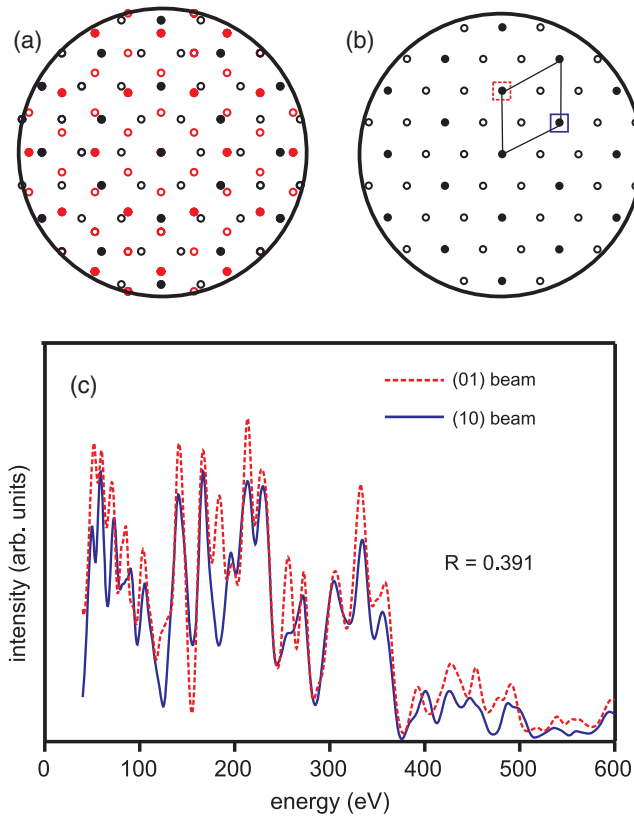 (a)
(b)
(c)
(01) beam
(10) beam
R = 0.391
intensity (arb. units)
0 100 200 300 400 500 600
energy (eV)